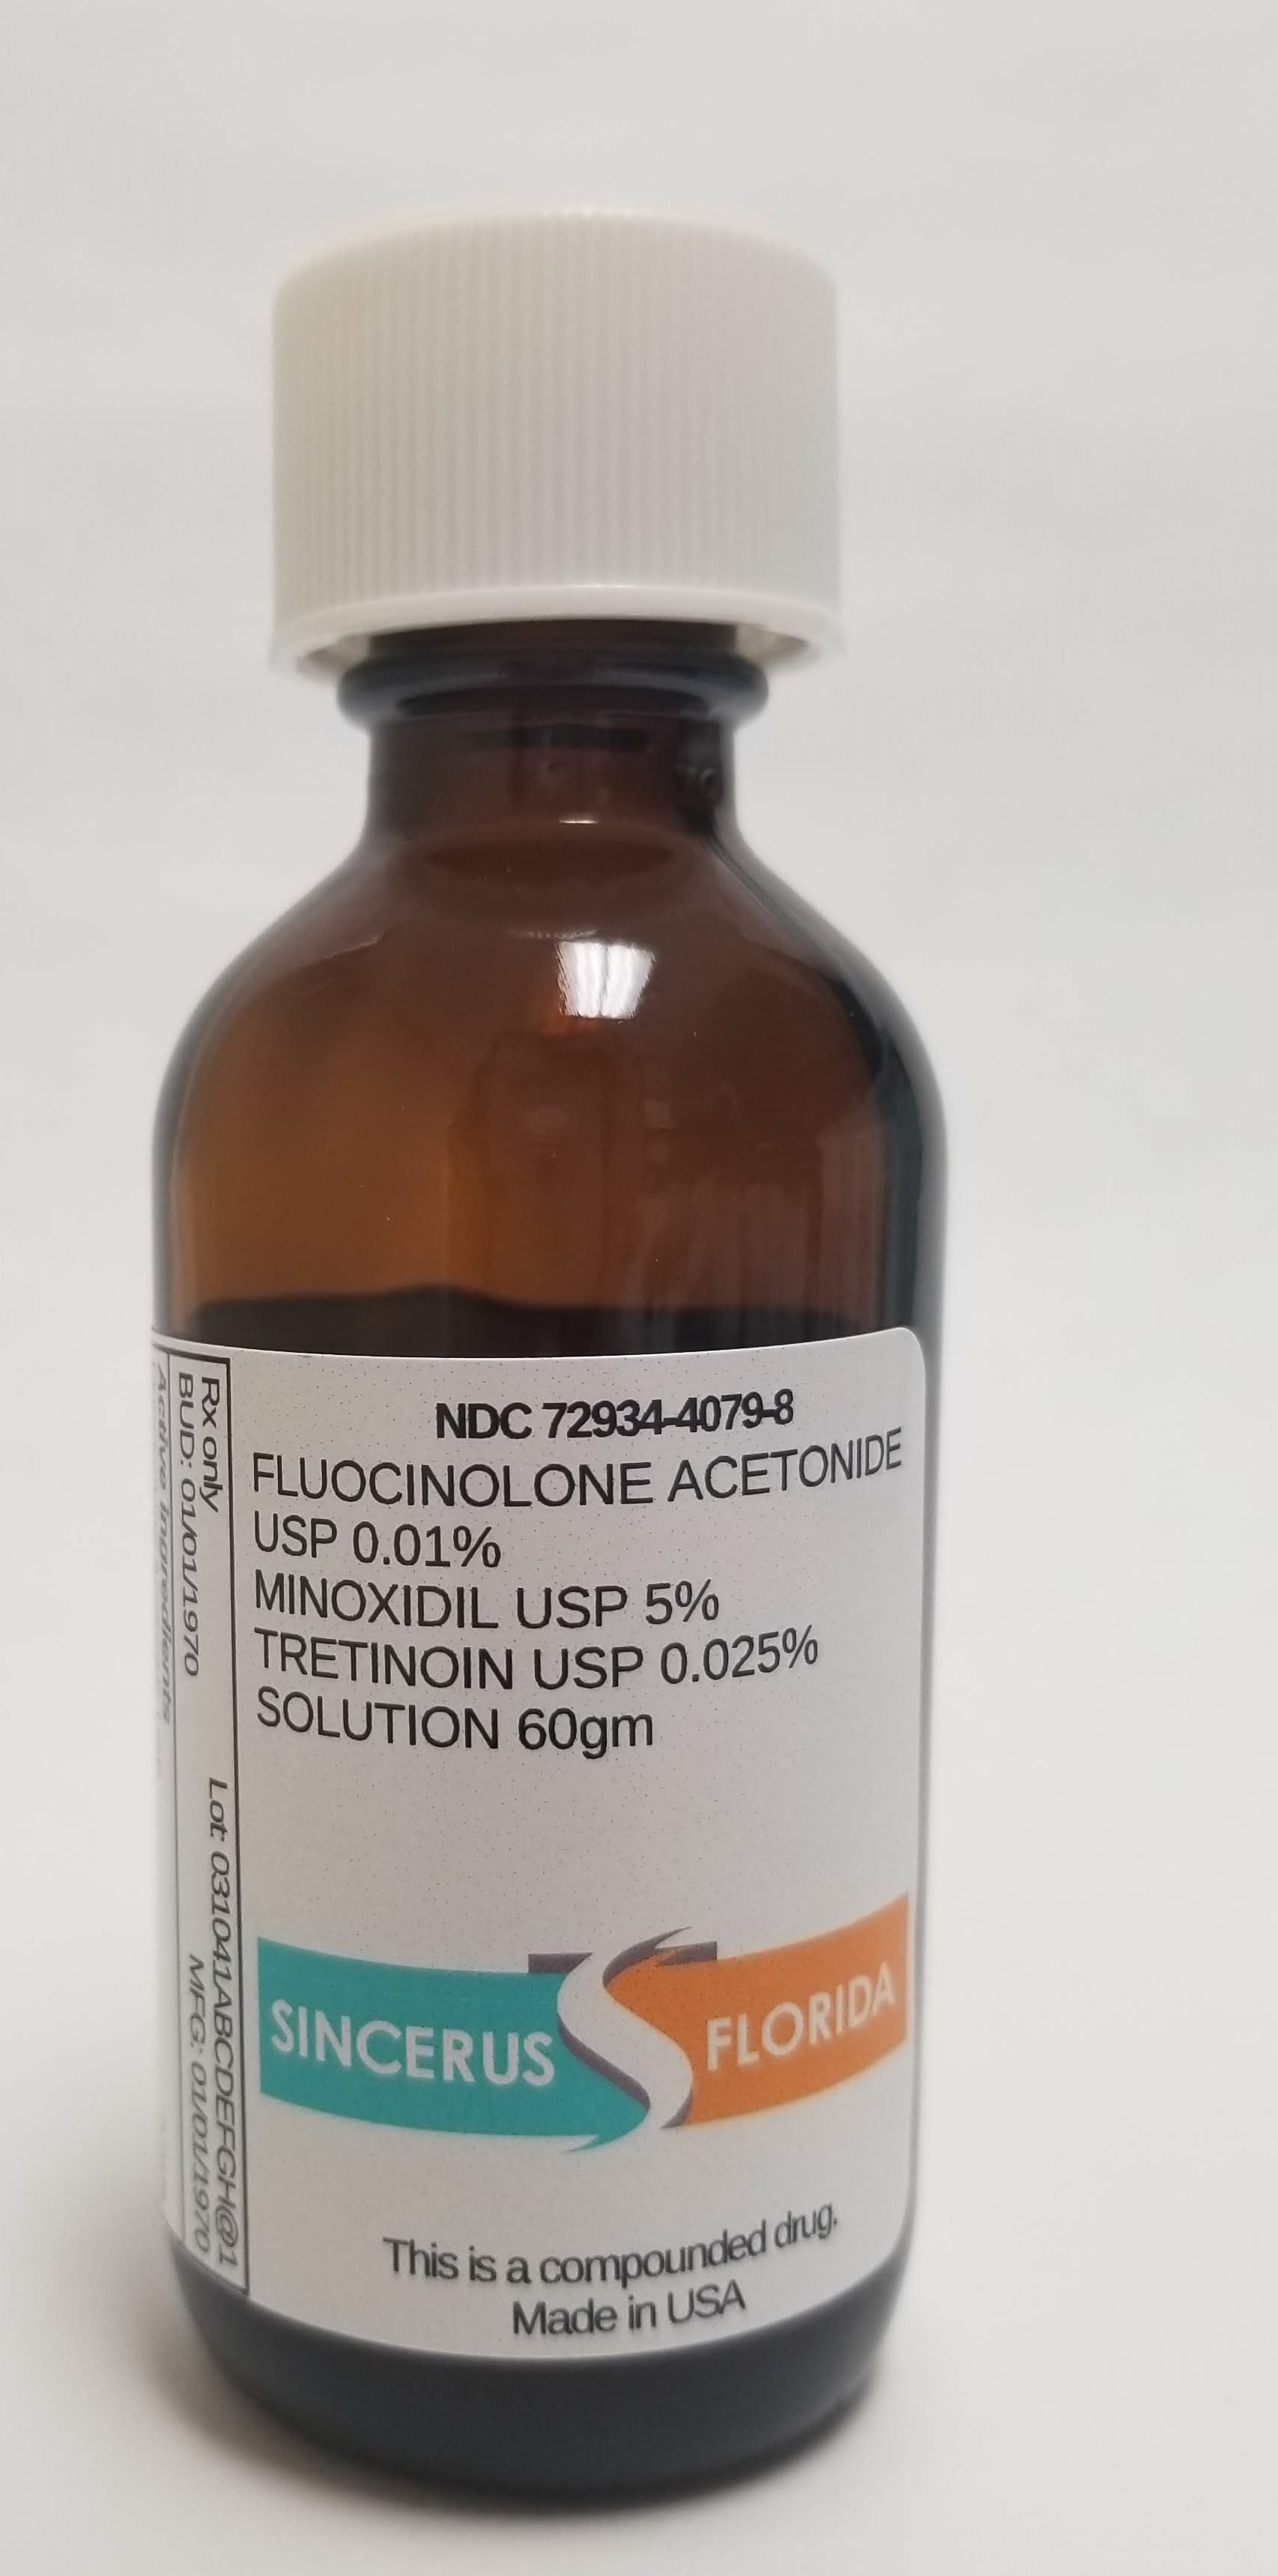 NDC 72934-4079-8
FLUOCINOLONE ACETONIDE
USP 0.01%
MINOXIDIL USP 5%
TRETINOIN USP 0.025%
SOLUTION 60gm
SINCERUS FLORIDA
This is a compounded drug.
Made in USA
Rx only Lot: 031041ABCDEFGH@1
BUD: 01/01/1970 MFG: 01/01/1970
Active Ingredients